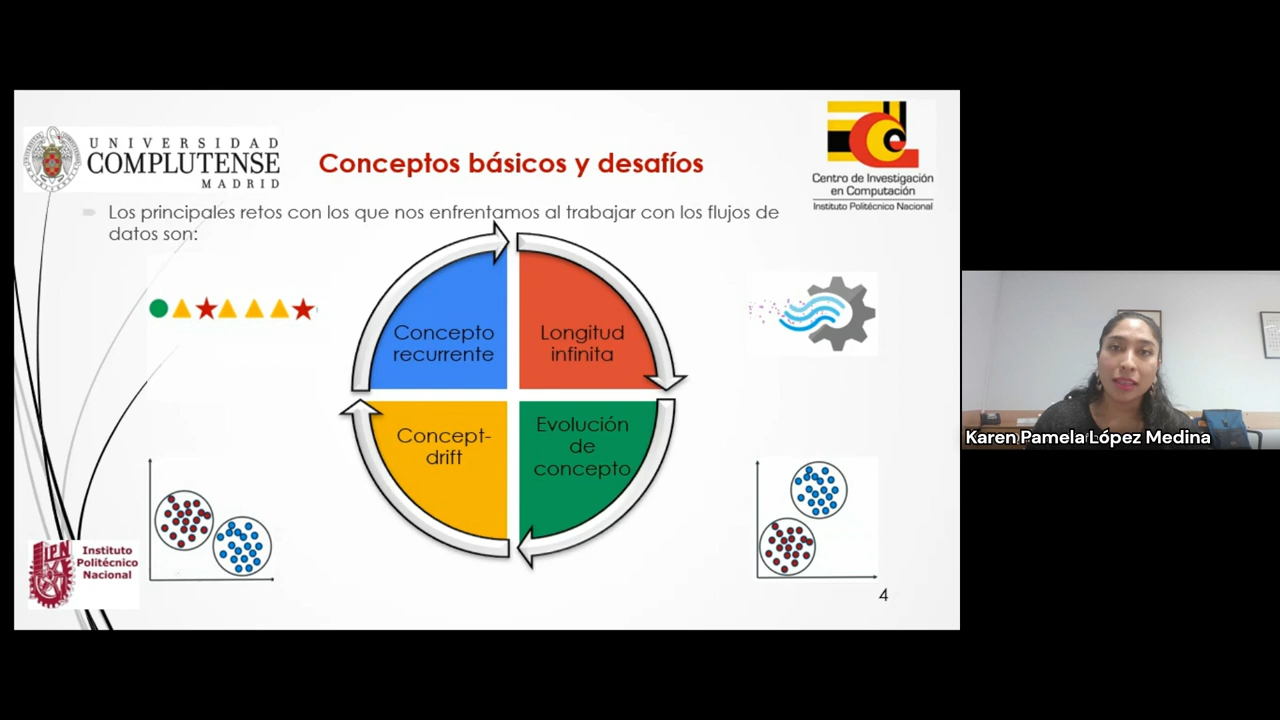 UNIVERSIDAD
COMPLUTENSE
MADRID
Conceptos básicos y desafíos
Centro de Investigación
en Computación
Instituto Politécnico Nacional
Los principales retos con los que nos enfrentamos al trabajar con los flujos de
datos son:
Concepto
recurrente
Longitud
infinita
Concept-
drift
Evolución
de
concepto
IPN
Instituto
Politécnico
Nacional
4
Karen Pamela López Medina